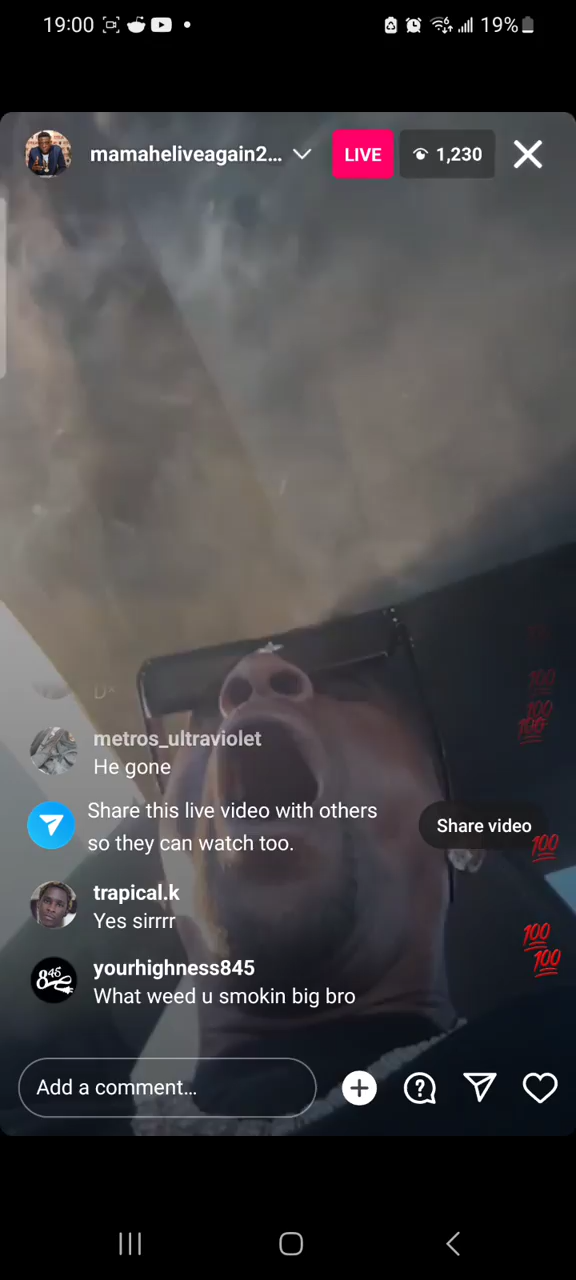 19:00
19%
mamaheliveagain2...
LIVE
1,230
metros_ultraviolet
He gone
Share this live video with others
so they can watch too.
Share video
trapical.k
Yes sirrrr
yourhighness845
What weed u smokin big bro
Add a comment...
💯
💯
💯
💯
💯
💯
845